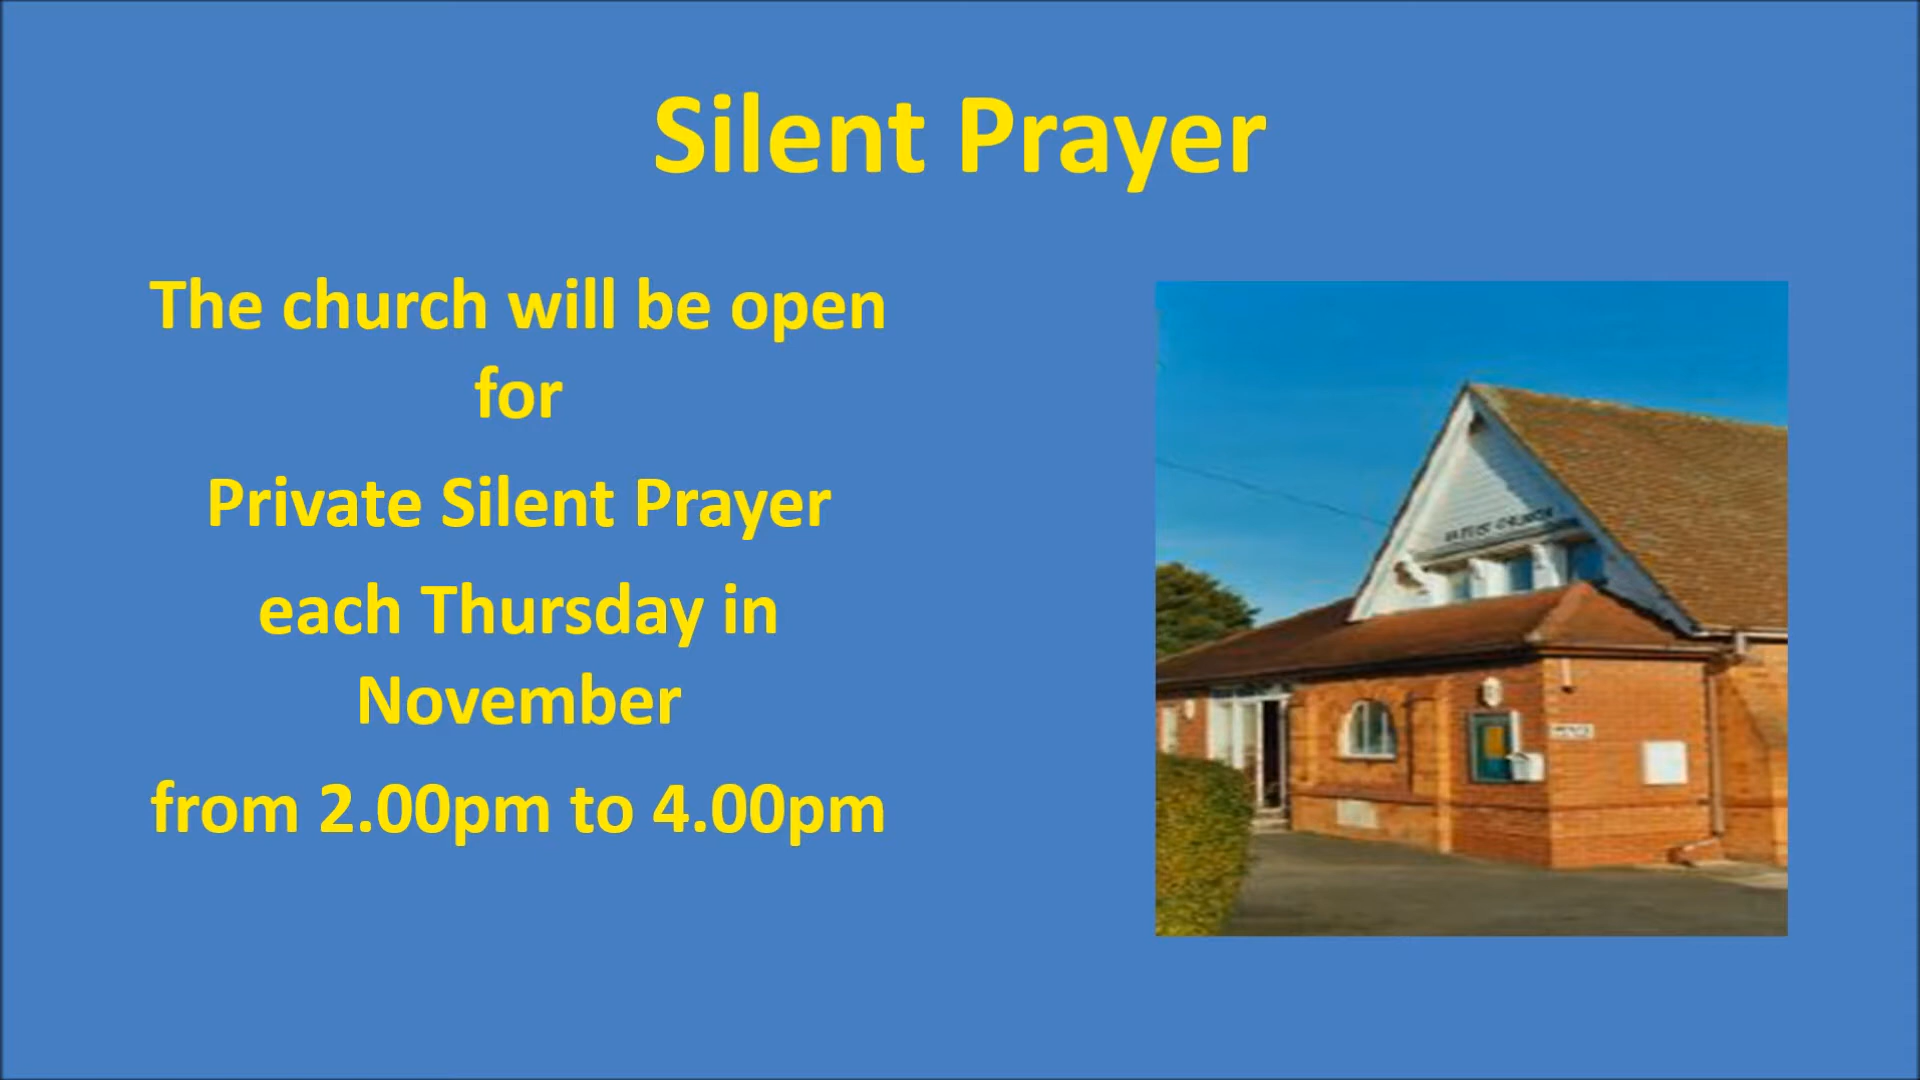 Silent Prayer
The church will be open
for
Private Silent Prayer
each Thursday in
November
from 2.00pm to 4.00pm
CHURCH